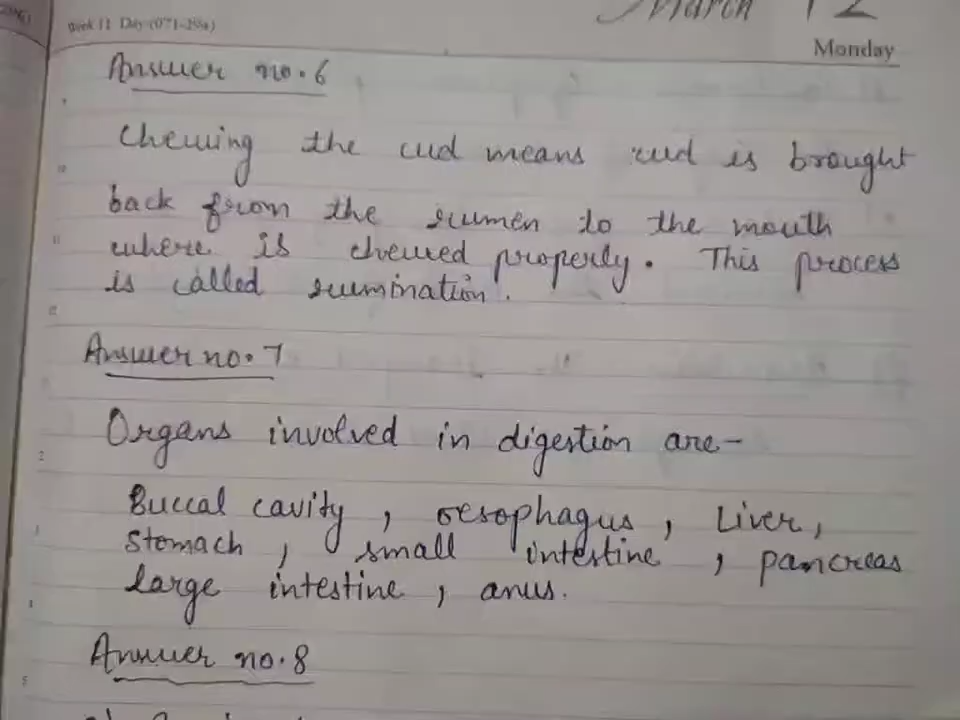 March 12
Week 11 Day (071-294)
Monday
Answer no.6
Chewing the cud means cud is brought
back from the rumen to the mouth
where is chewed properly. This process
is called rumination.
Answer no.7
Organs involved in digestion are-
Buccal cavity, oesophagus, Liver,
stomach, small intestine, pancreas
large intestine, anus.
Answer no.8